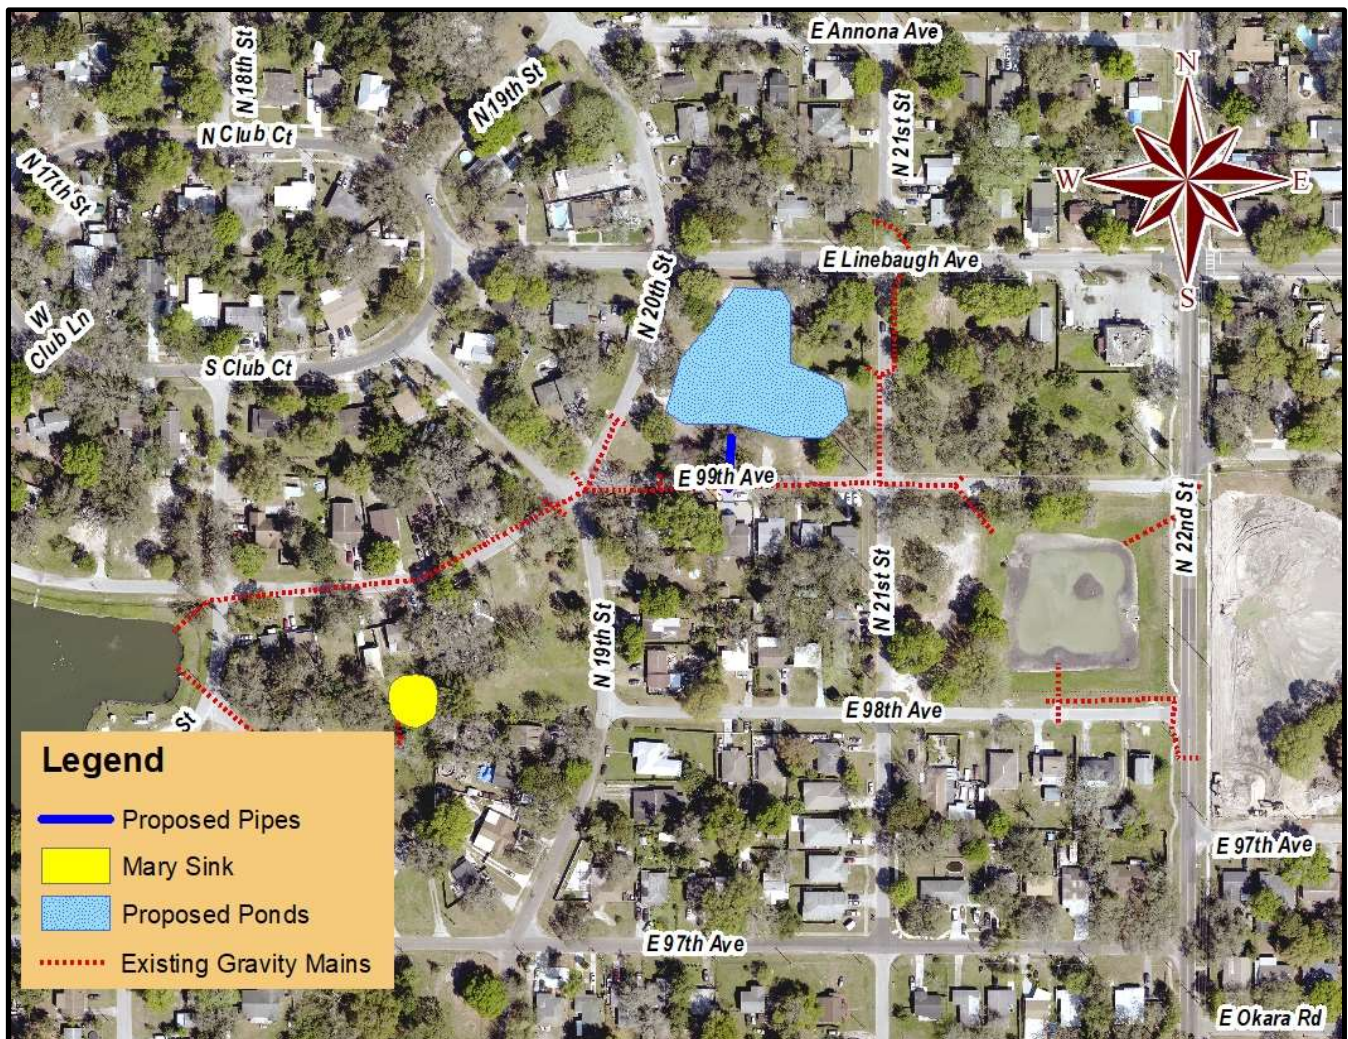 E Annona Ave
N 18th St
N 19th St
N
N Club Ct
N 21st St
N 17th St
W
E
E Linebaugh Ave
N 20th St
S
W
Club Ln
S Club Ct
E 99th Ave
N 22nd St
N 21st St
N 19th St
E 98th Ave
St
Legend
Proposed Pipes
Mary Sink
Proposed Ponds
Existing Gravity Mains
E 97th Ave
E 97th Ave
E Okara Rd